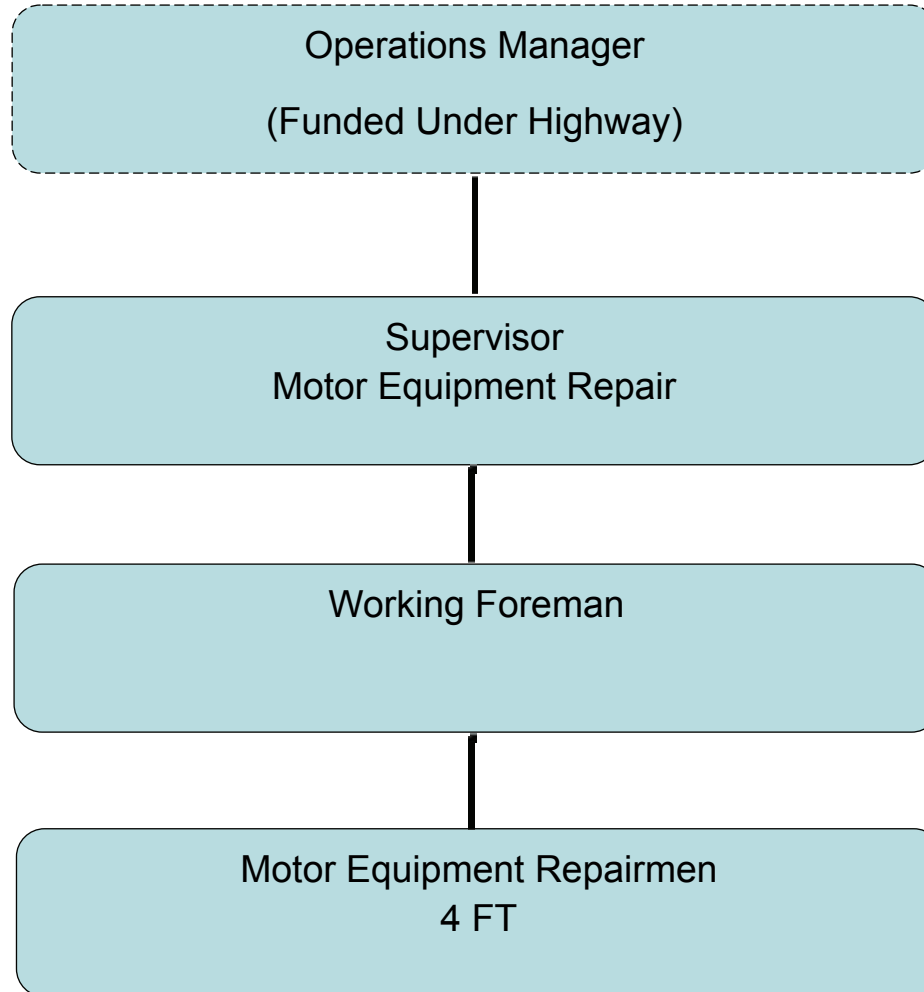 Operations Manager
(Funded Under Highway)
Supervisor
Motor Equipment Repair
Working Foreman
Motor Equipment Repairmen
4 FT